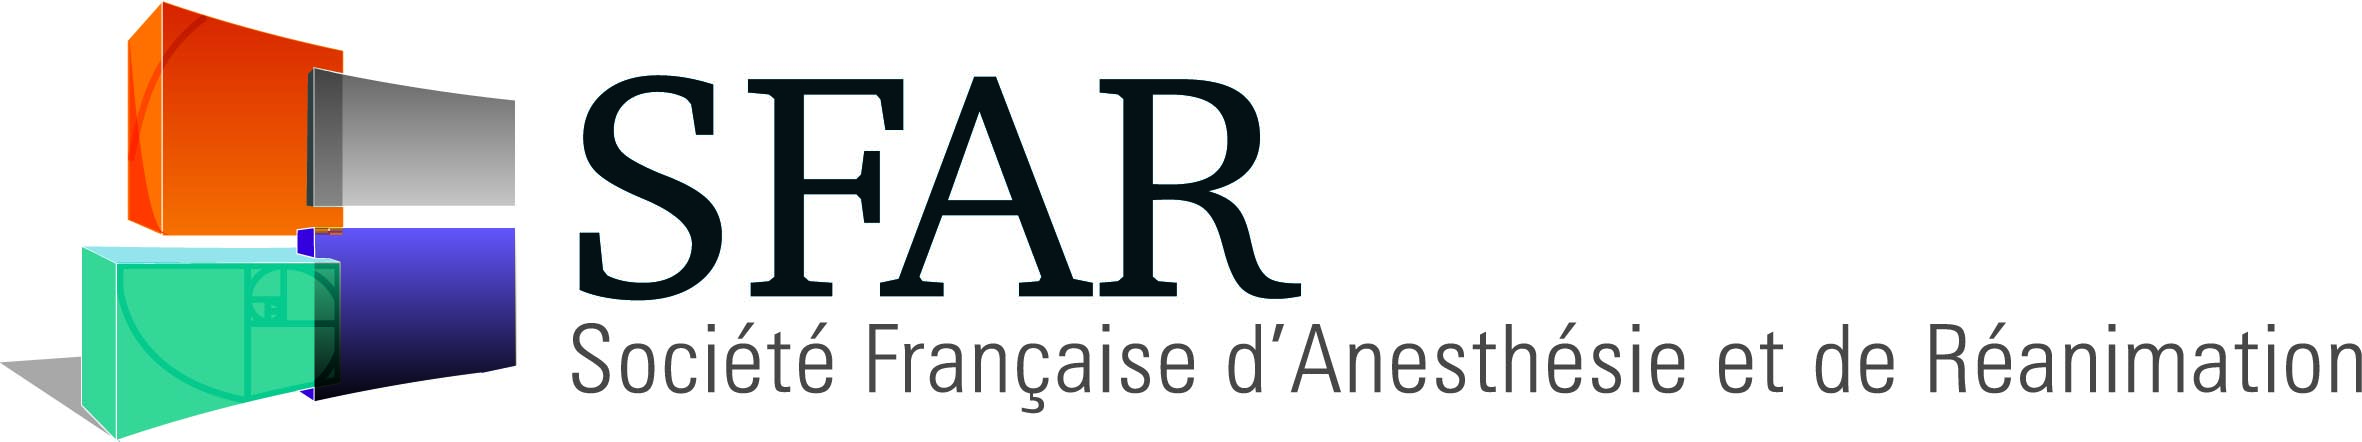 SFAR
Société Française d'Anesthésie et de Réanimation